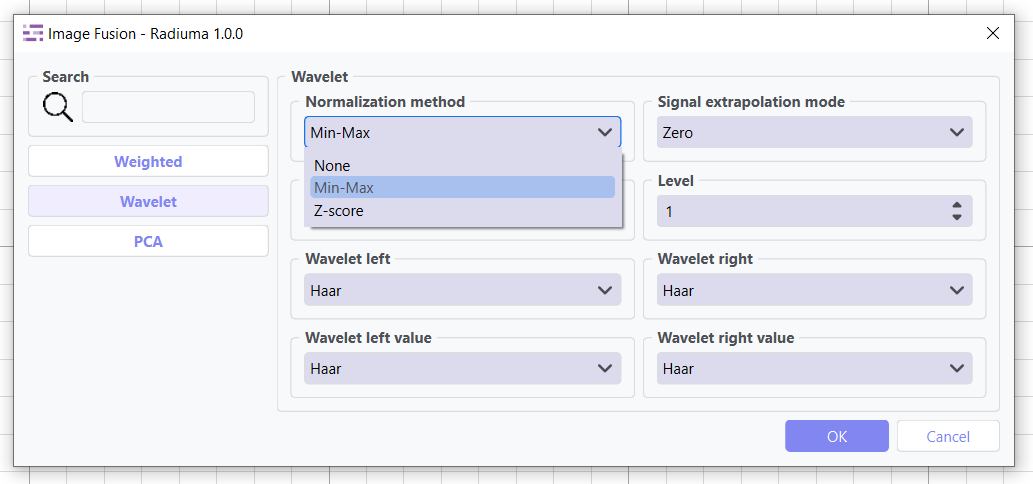 Image Fusion - Radiuma 1.0.0
Search
Weighted
Wavelet
PCA
Wavelet
Normalization method
Min-Max
None
Min-Max
Z-score
Signal extrapolation mode
Zero
Level
1
Wavelet left
Haar
Wavelet right
Haar
Wavelet left value
Haar
Wavelet right value
Haar
OK
Cancel